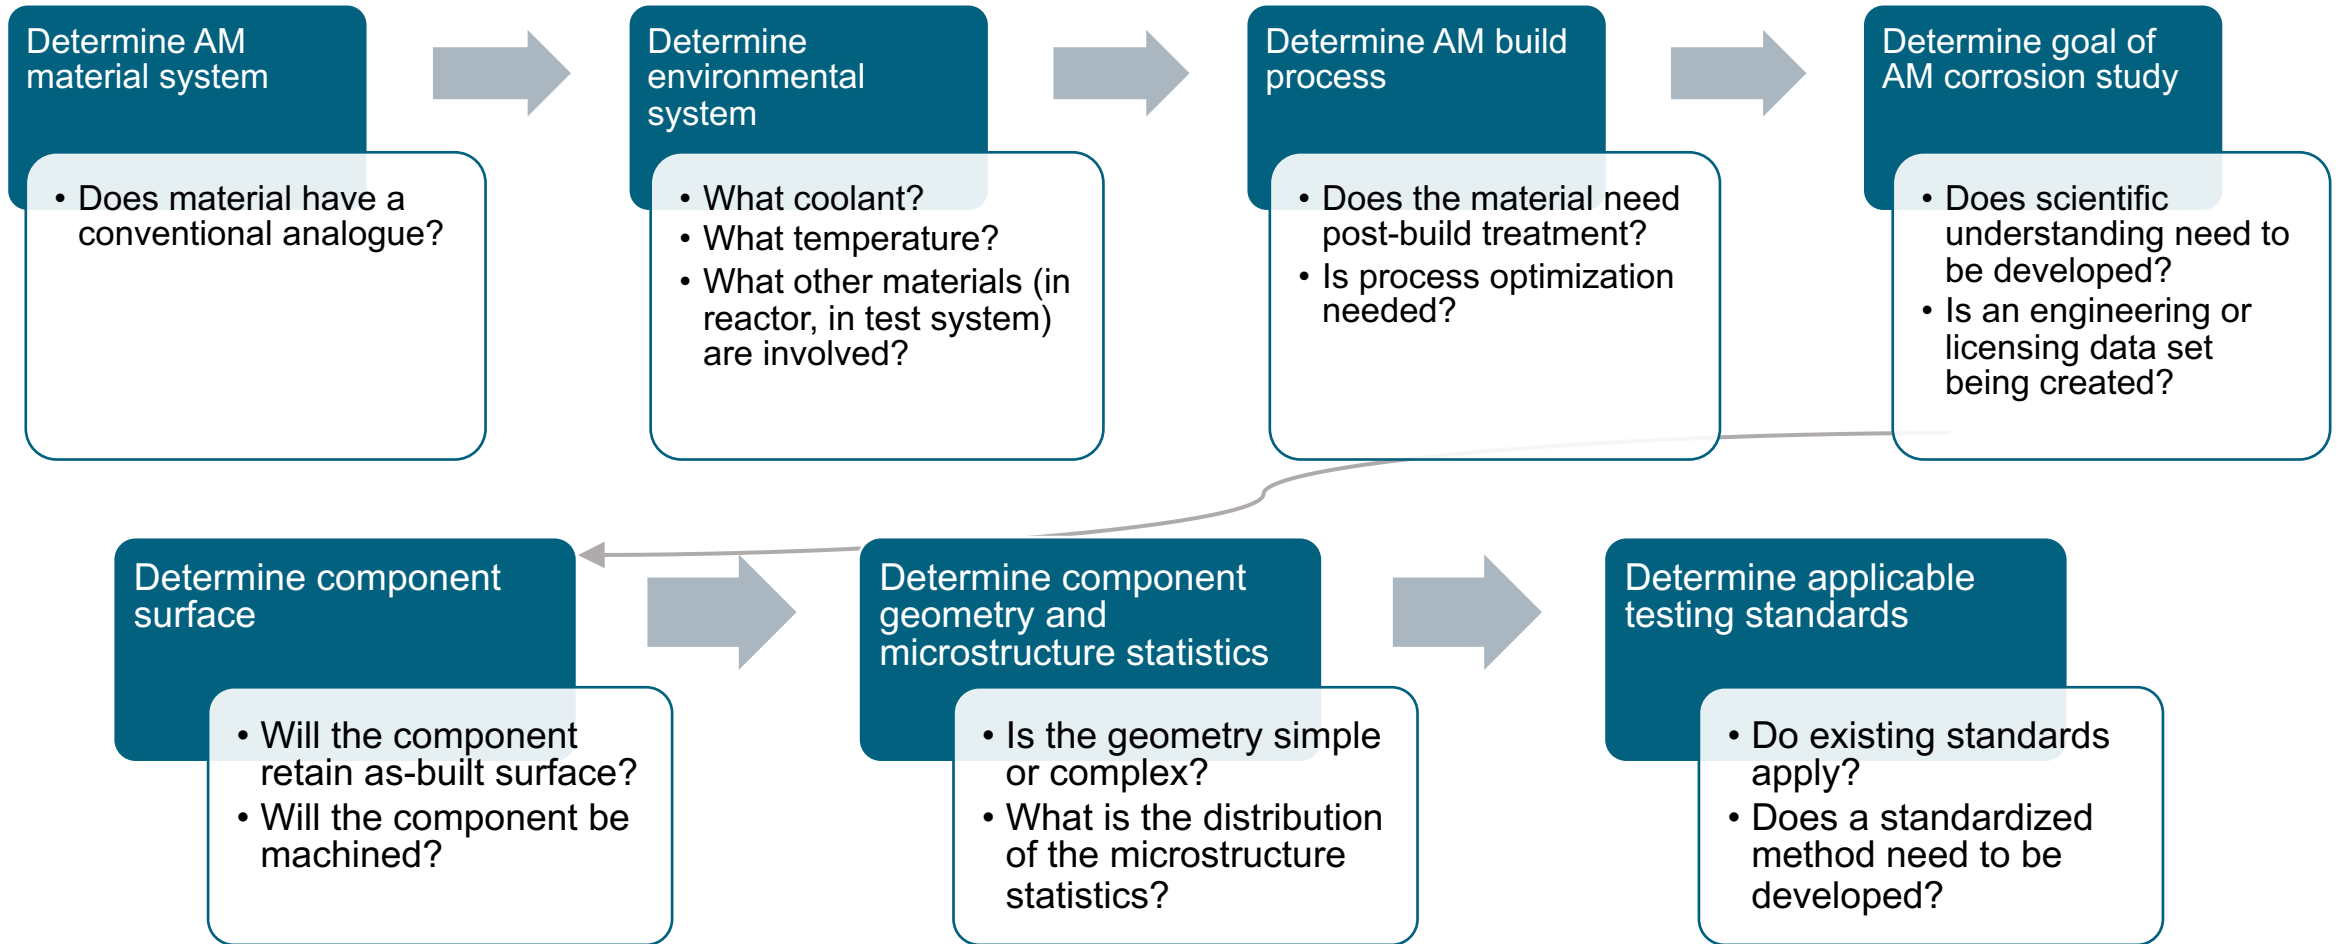 Determine AM
material system
• Does material have a
conventional analogue?
Determine
environmental
system
• What coolant?
• What temperature?
• What other materials (in
reactor, in test system)
are involved?
Determine AM build
process
• Does the material need
post-build treatment?
• Is process optimization
needed?
Determine goal of
AM corrosion study
• Does scientific
understanding need to
be developed?
• Is an engineering or
licensing data set
being created?
Determine component
surface
• Will the component
retain as-built surface?
• Will the component be
machined?
Determine component
geometry and
microstructure statistics
• Is the geometry simple
or complex?
• What is the distribution
of the microstructure
statistics?
Determine applicable
testing standards
• Do existing standards
apply?
• Does a standardized
method need to be
developed?